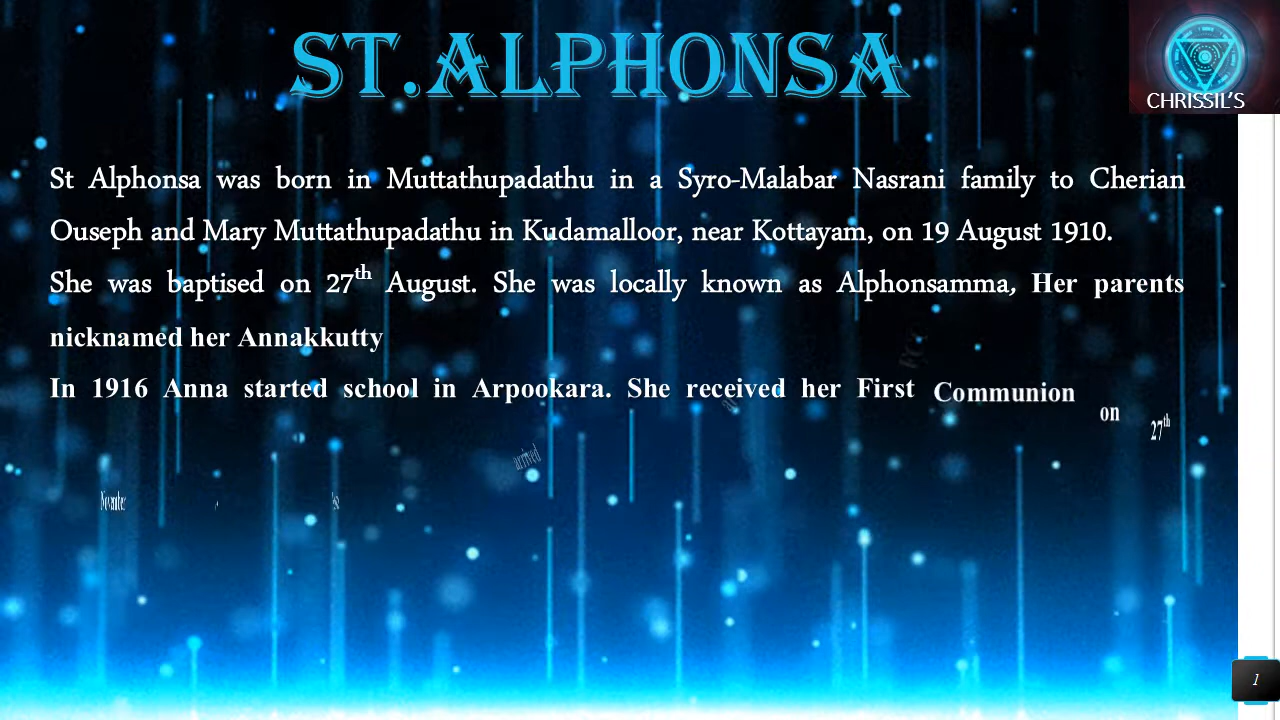 ST.ALPHONSA
CHRISSIL'S
St Alphonsa was born in Muttathupadathu in a Syro-Malabar Nasrani family to Cherian
Ouseph and Mary Muttathupadathu in Kudamalloor, near Kottayam, on 19 August 1910.
She was baptised on 27th August. She was locally known as Alphonsamma, Her parents
nicknamed her Annakkutty
In 1916 Anna started school in Arpookara. She received her First Communion on 27th
November arrived
1